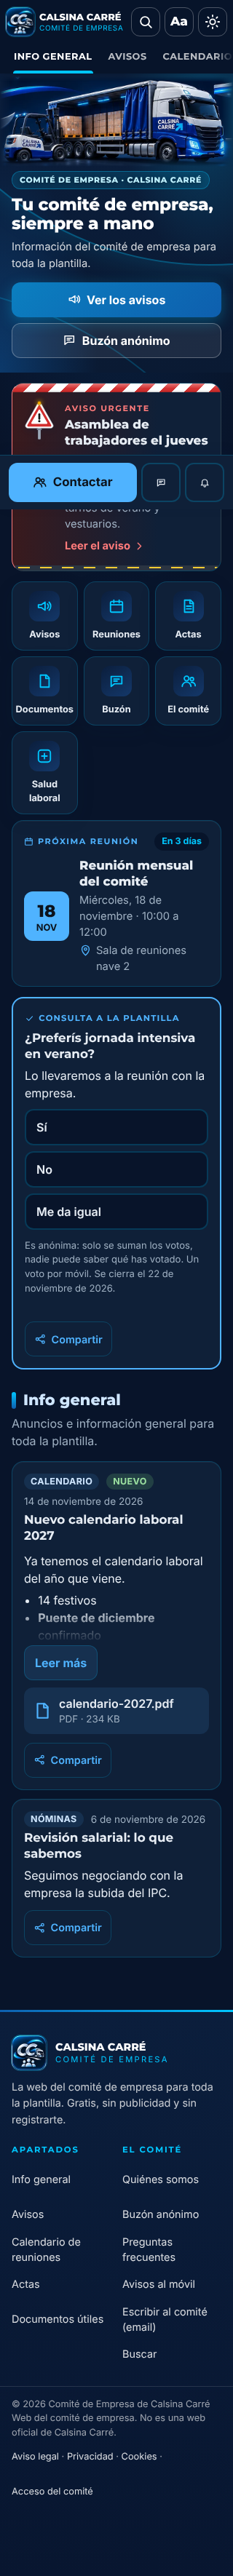 CALSINA CARRÉ
COMITÉ DE EMPRESA
Aa
INFO GENERAL
AVISOS
CALENDARIO
CALSINA CARRÉ
COMITÉ DE EMPRESA · CALSINA CARRÉ
Tu comité de empresa,
siempre a mano
Información del comité de empresa para
toda la plantilla.
Ver los avisos
Buzón anónimo
AVISO URGENTE
Asamblea de
trabajadores el jueves
Contactar
turnos de verano y
vestuarios.
Leer el aviso
Avisos
Reuniones
Actas
Documentos
Buzón
El comité
Salud
laboral
PRÓXIMA REUNIÓN
En 3 días
18
NOV
Reunión mensual
del comité
Miércoles, 18 de
noviembre · 10:00 a
12:00
Sala de reuniones
nave 2
CONSULTA A LA PLANTILLA
¿Preferís jornada intensiva
en verano?
Lo llevaremos a la reunión con la
empresa.
Sí
No
Me da igual
Es anónima: solo se suman los votos,
nadie puede saber qué has votado. Un
voto por móvil. Se cierra el 22 de
noviembre de 2026.
Compartir
Info general
Anuncios e información general para
toda la plantilla.
CALENDARIO
NUEVO
14 de noviembre de 2026
Nuevo calendario laboral
2027
Ya tenemos el calendario laboral
del año que viene.
• 14 festivos
• Puente de diciembre
confirmado
Leer más
calendario-2027.pdf
PDF · 234 KB
Compartir
NÓMINAS
6 de noviembre de 2026
Revisión salarial: lo que
sabemos
Seguimos negociando con la
empresa la subida del IPC.
Compartir
CALSINA CARRÉ
COMITÉ DE EMPRESA
La web del comité de empresa para toda
la plantilla. Gratis, sin publicidad y sin
registrarte.
APARTADOS
Info general
Avisos
Calendario de
reuniones
Actas
Documentos útiles
EL COMITÉ
Quiénes somos
Buzón anónimo
Preguntas
frecuentes
Avisos al móvil
Escribir al comité
(email)
Buscar
© 2026 Comité de Empresa de Calsina Carré
Web del comité de empresa. No es una web
oficial de Calsina Carré.
Aviso legal · Privacidad · Cookies ·
Acceso del comité